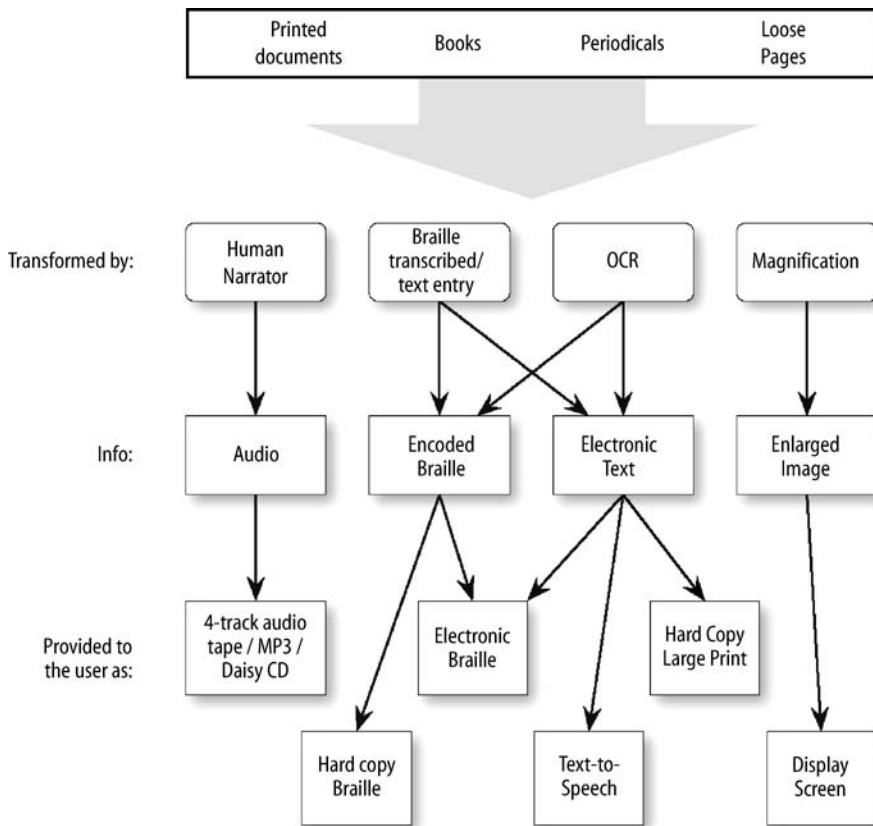 Printed
documents
Books
Periodicals
Loose
Pages
Transformed by:
Human
Narrator
Braille
transcribed/
text entry
OCR
Magnification
Info:
Audio
Encoded
Braille
Electronic
Text
Enlarged
Image
Provided to
the user as:
4-track audio
tape / MP3 /
Daisy CD
Electronic
Braille
Hard Copy
Large Print
Hard copy
Braille
Text-to-
Speech
Display
Screen